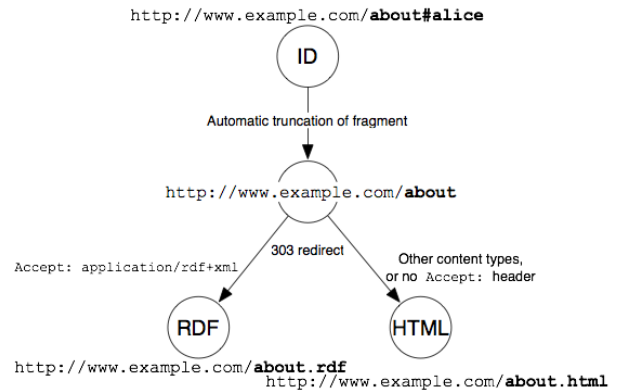 http://www.example.com/about#alice
ID
Automatic truncation of fragment
http://www.example.com/about
303 redirect
Accept: application/rdf+xml
Other content types,
or no Accept: header
RDF
HTML
http://www.example.com/about.rdf
http://www.example.com/about.html